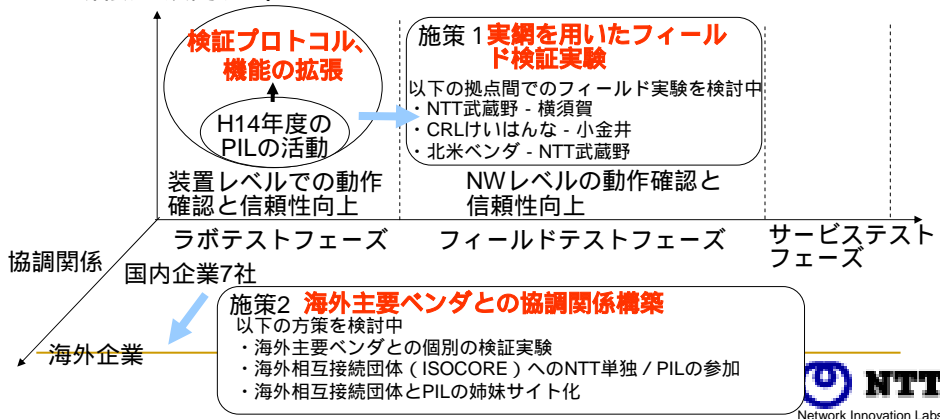 検証プロトコル、
機能の拡張
H14年度の
PILの活動
装置レベルでの動作
確認と信頼性向上
施策 1実網を用いたフィール
ド検証実験
以下の拠点間でのフィールド実験を検討中
・NTT武蔵野 - 横須賀
・CRLけいはんな - 小金井
・北米ベンダ - NTT武蔵野
NWレベルの動作確認と
信頼性向上
ラボテストフェーズ
フィールドテストフェーズ
サービステスト
フェーズ
協調関係
国内企業7社
海外企業
施策2 海外主要ベンダとの協調関係構築
以下の方策を検討中
・海外主要ベンダとの個別の検証実験
・海外相互接続団体（ISOCORE）へのNTT単独 / PILの参加
・海外相互接続団体とPILの姉妹サイト化
NTT
Network Innovation Labs